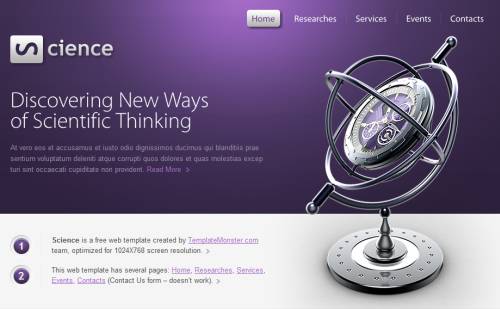 Home Researches Services Events Contacts
Science
Discovering New Ways
of Scientific Thinking
At vero eos et accusamus et iusto odio dignissimos ducimus qui blanditiis prae
sentium voluptatum deleniti atque corrupti quos dolores et quas molestias excep
turi sint occaecati cupiditate non provident. Read More >
1 Science is a free web template created by TemplateMonster.com
team, optimized for 1024X768 screen resolution. >
2 This web template has several pages: Home, Researches, Services,
Events, Contacts (Contact Us form – doesn't work). >